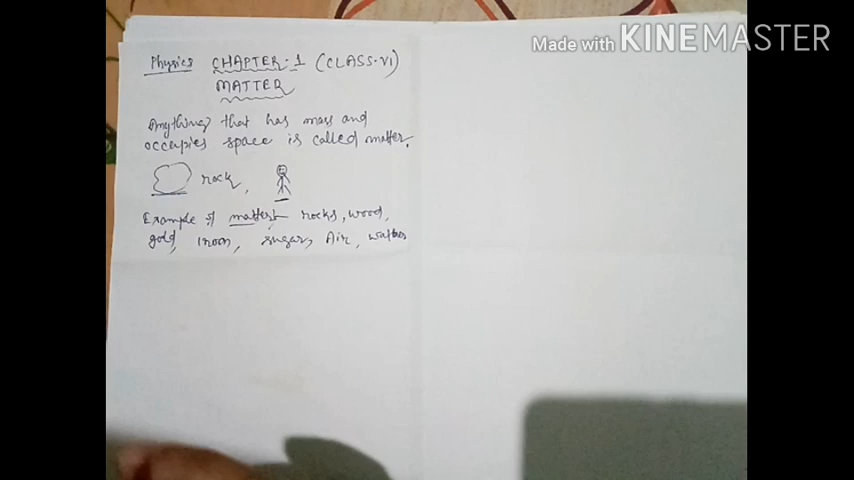 Made with KINEMASTER
Physics CHAPTER-1 (CLASS-VI)
MATTER
Anything that has mass and
occupies space is called matter.
rock,
Example of matter rocks, wood,
gold, iron, sugar, Air, water